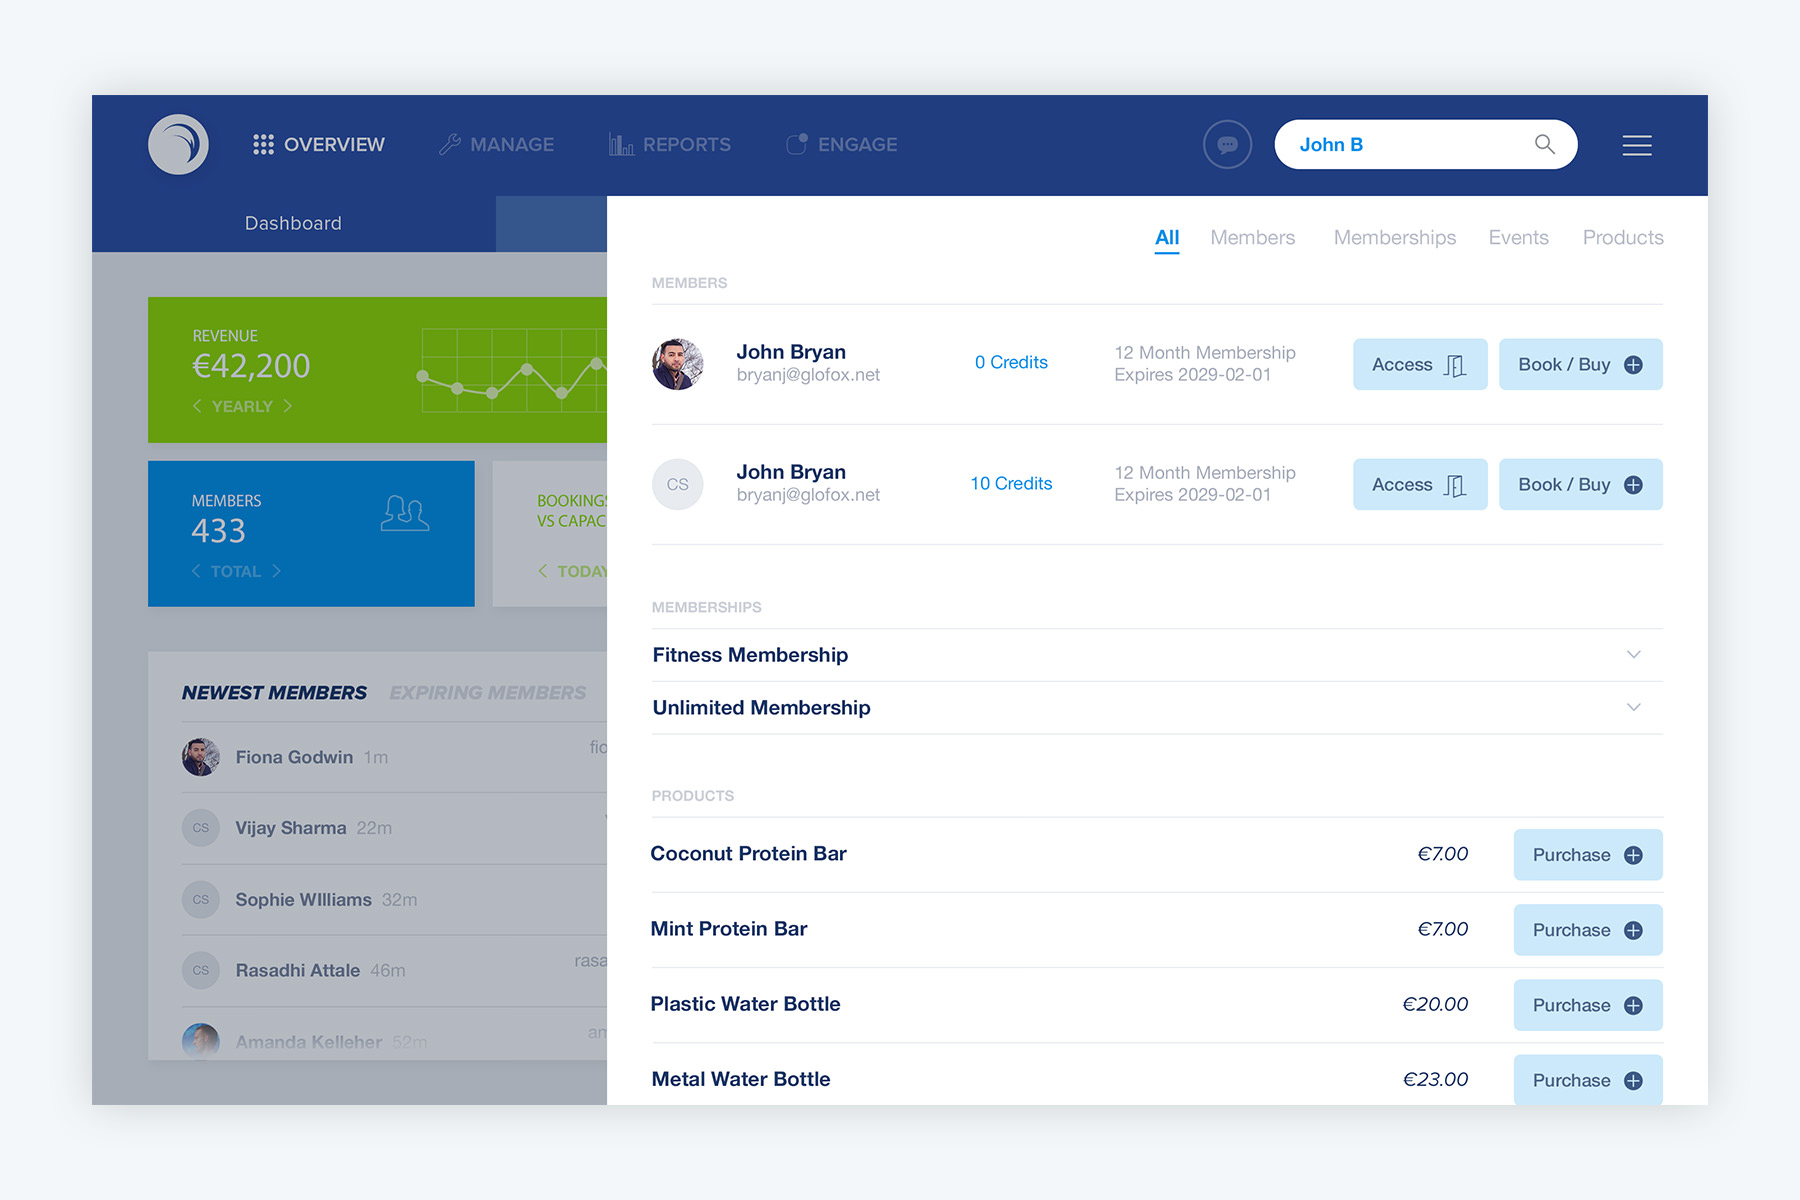 OVERVIEW
MANAGE
REPORTS
ENGAGE
John B
Dashboard
REVENUE
€42,200
YEARLY
MEMBERS
433
TOTAL
BOOKINGS
VS CAPAC
TODAY
NEWEST MEMBERS
EXPIRING MEMBERS
Fiona Godwin 1m
fio
CS
Vijay Sharma 22m
CS
Sophie WIlliams 32m
CS
Rasadhi Attale 46m
rasa
Amanda Kelleher 52m
am
All
Members
Memberships
Events
Products
MEMBERS
John Bryan
bryanj@glofox.net
0 Credits
12 Month Membership
Expires 2029-02-01
Access
Book / Buy
CS
John Bryan
bryanj@glofox.net
10 Credits
12 Month Membership
Expires 2029-02-01
Access
Book / Buy
MEMBERSHIPS
Fitness Membership
Unlimited Membership
PRODUCTS
Coconut Protein Bar
€7.00
Purchase
Mint Protein Bar
€7.00
Purchase
Plastic Water Bottle
€20.00
Purchase
Metal Water Bottle
€23.00
Purchase